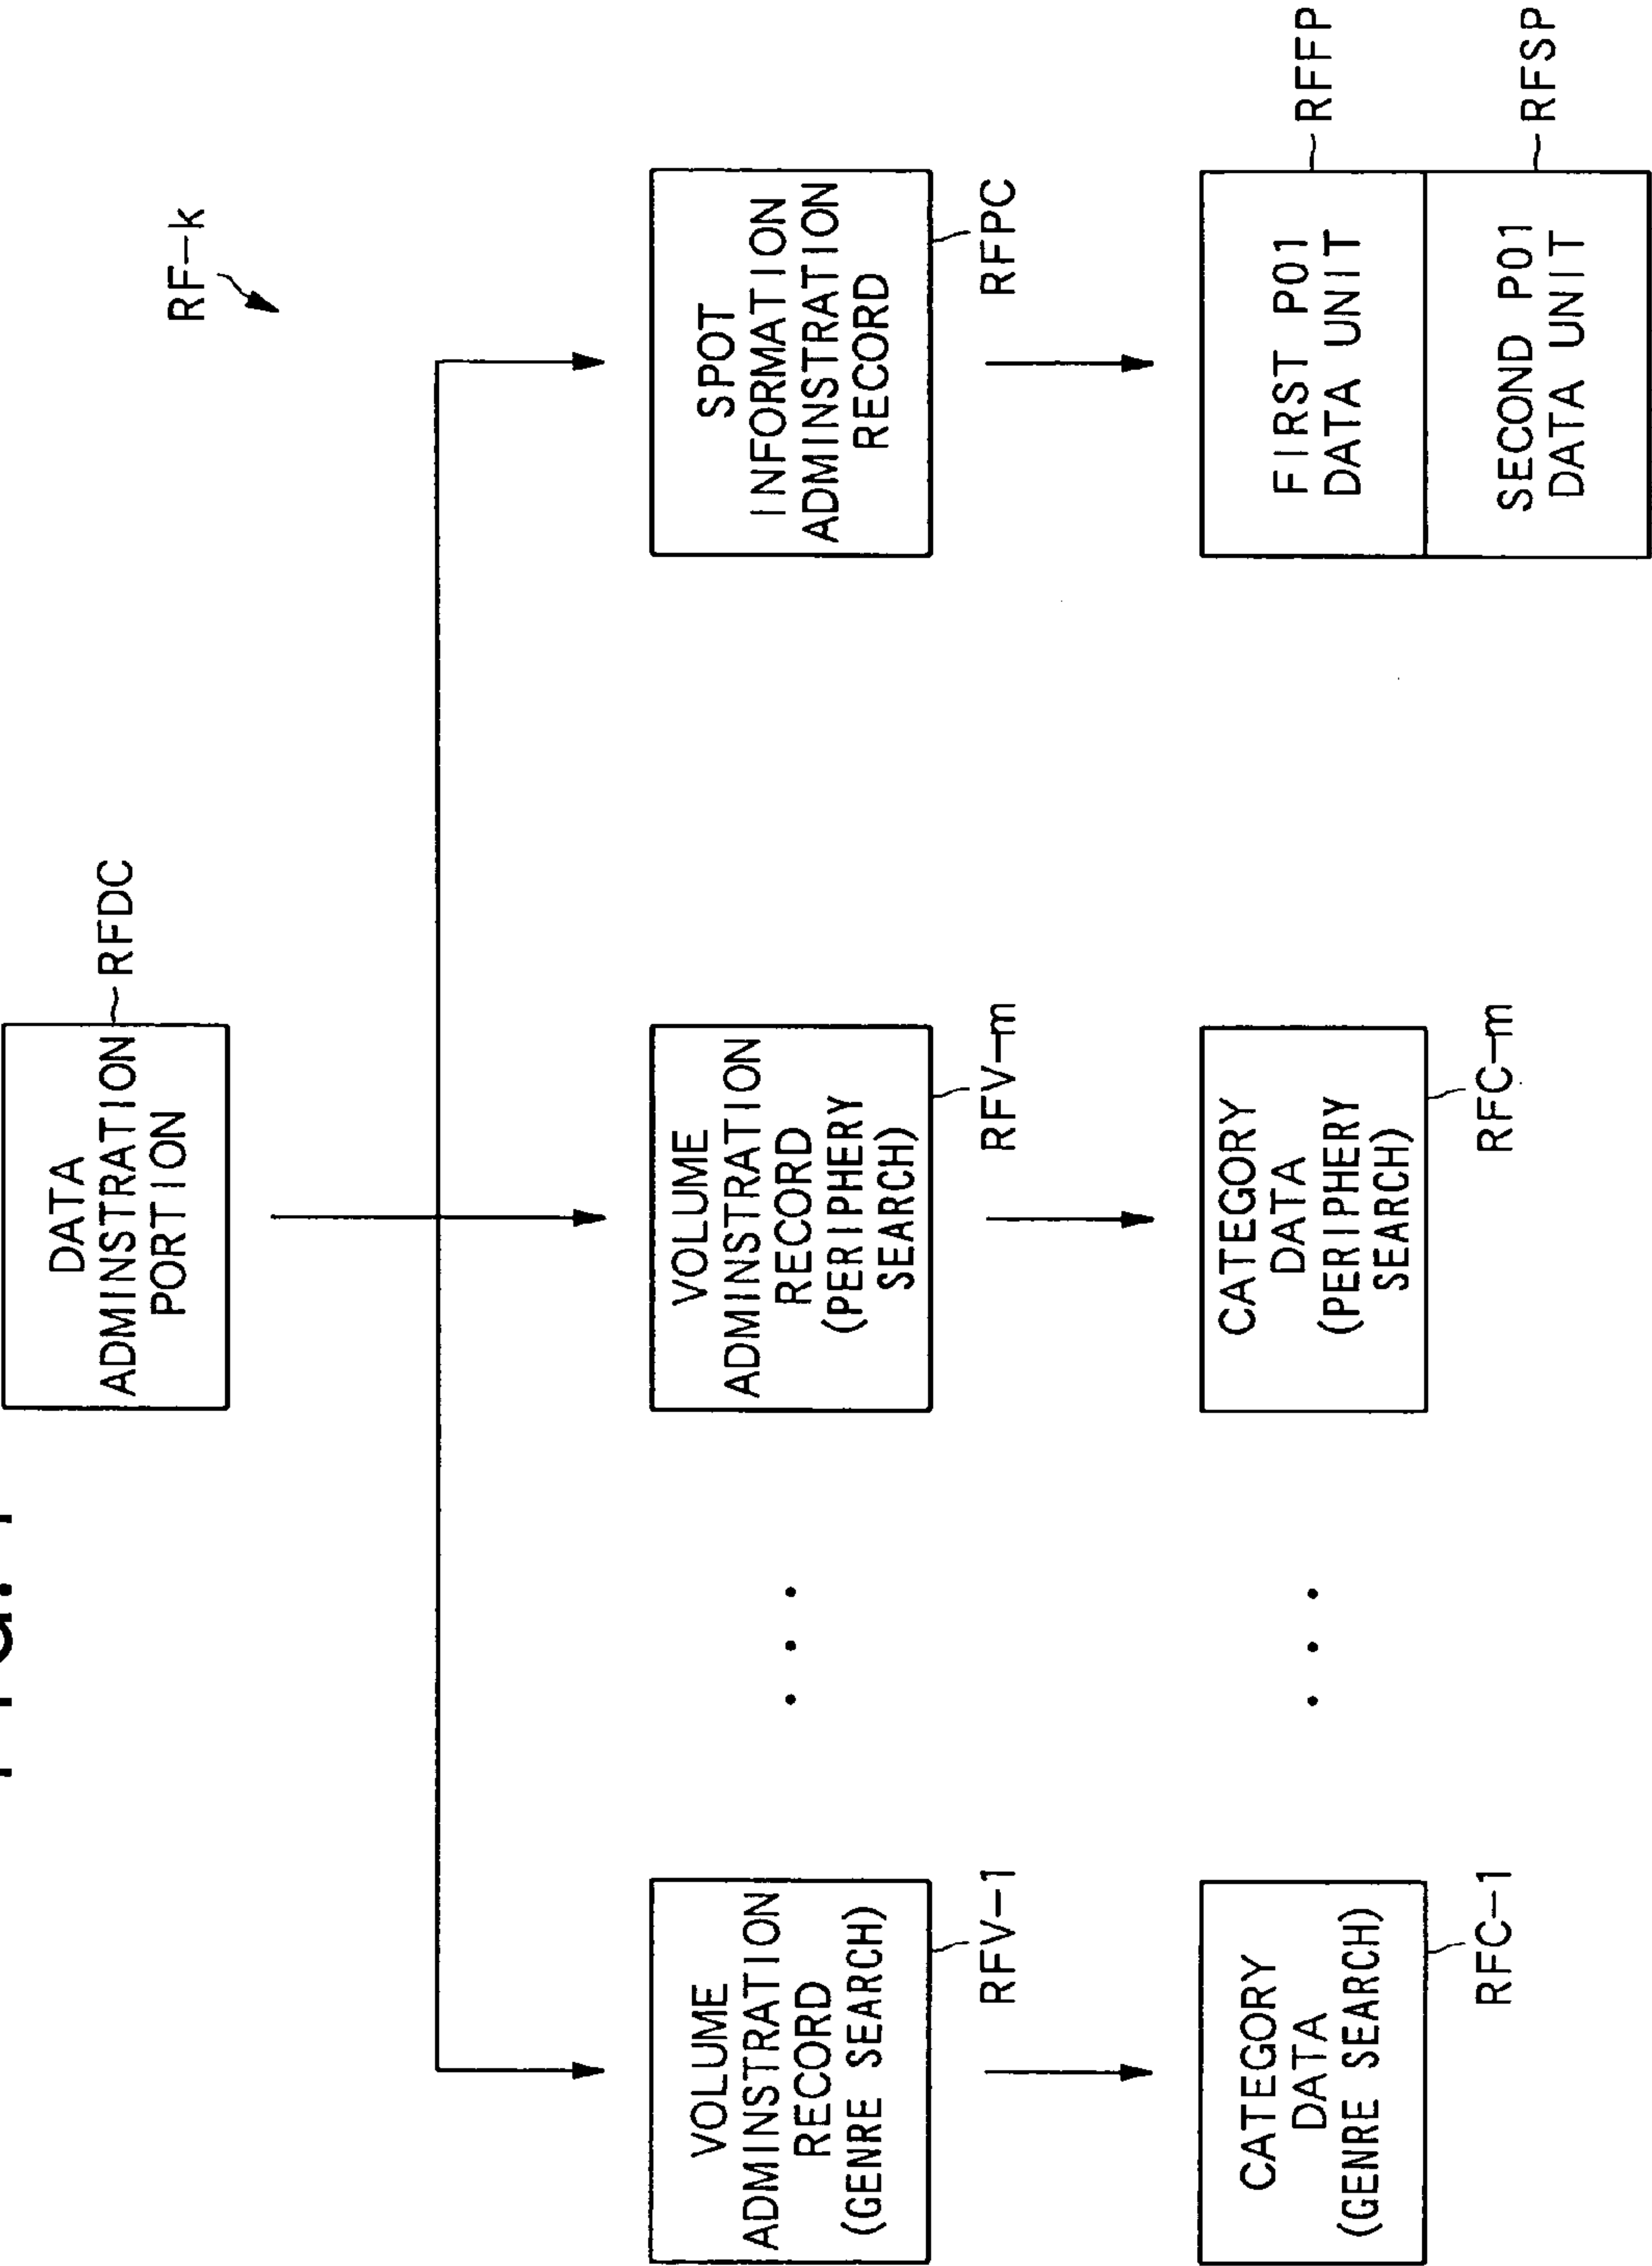 DATA
ADMINSTRATION
PORTION
RFDC
RF-k
VOLUME
ADMINSTRATION
RECORD
(GENRE SEARCH)
RFV-1
VOLUME
ADMINSTRATION
RECORD
(PERIPHERY
SEARCH)
RFV-m
SPOT
INFORMATION
ADMINSTRATION
RECORD
RFPC
CATEGORY
DATA
(GENRE SEARCH)
RFC-1
CATEGORY
DATA
(PERIPHERY
SEARCH)
RFC-m
FIRST P01
DATA UNIT
RFFP
SECOND P01
DATA UNIT
RFSP